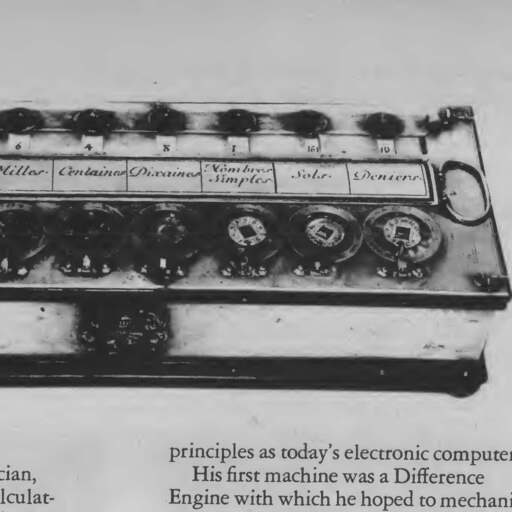 6 4 8 7 16 10
Milles. Centaines Dixaines Nombres Simples Sols. Deniers.
principles as today's electronic computer
His first machine was a Difference
Engine with which he hoped to mechani
cian,
lculat-